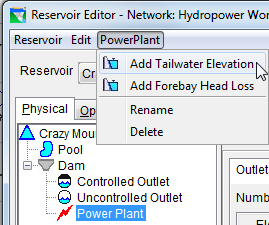 Reservoir Editor - Network: Hydropower Wor
Reservoir Edit PowerPlant
Reservoir Cr
Add Tailwater Elevation
Add Forebay Head Loss
Rename
Delete
Physical Op
Crazy Mou
Pool
Dam
Controlled Outlet
Uncontrolled Outlet
Power Plant
Outlet
Numb